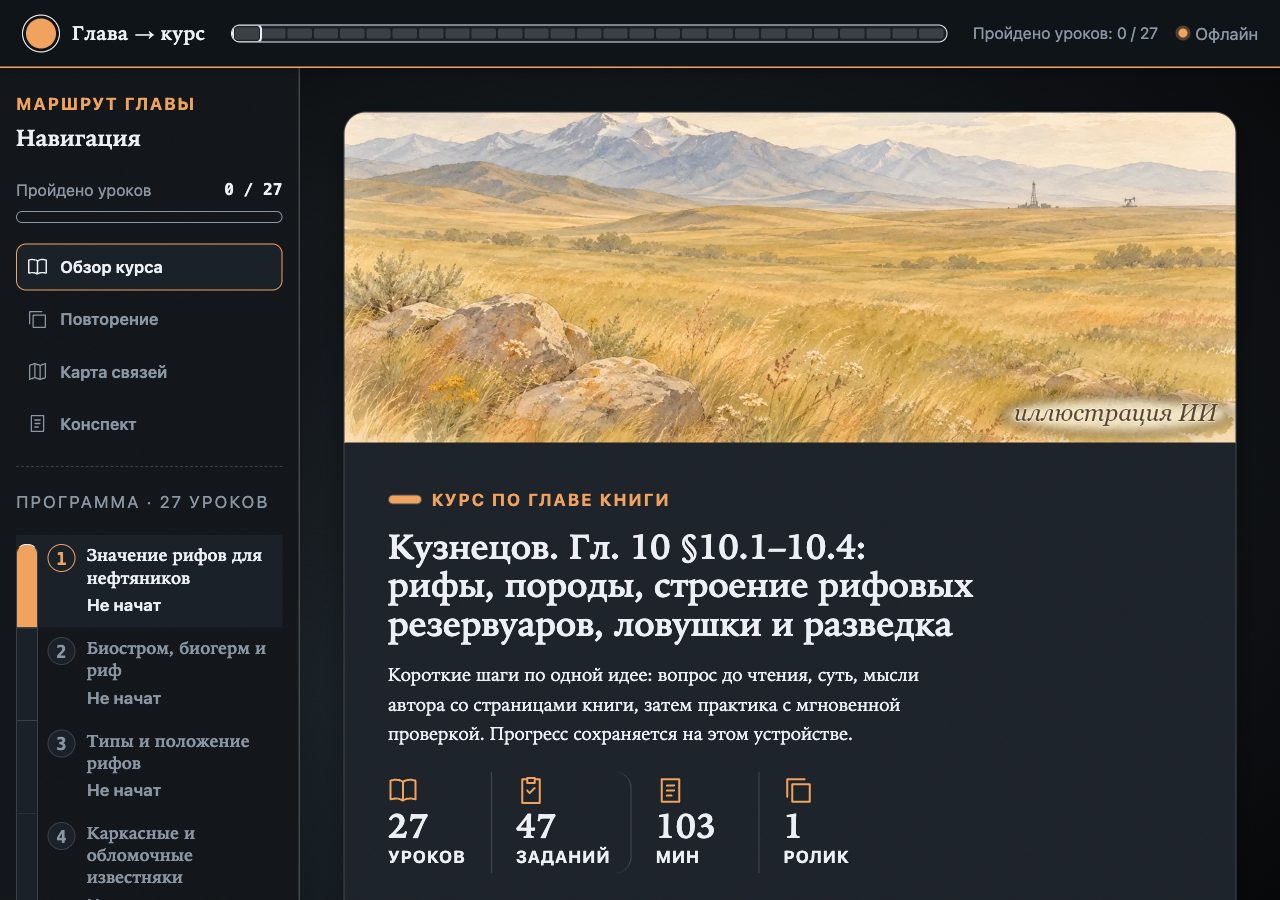 Глава → курс
Пройдено уроков: 0 / 27
Офлайн
МАРШРУТ ГЛАВЫ
Навигация
Пройдено уроков 0 / 27
Обзор курса
Повторение
Карта связей
Конспект
ПРОГРАММА · 27 УРОКОВ
1 Значение рифов для
нефтяников
Не начат
2 Биостром, биогерм и
риф
Не начат
3 Типы и положение
рифов
Не начат
4 Каркасные и
обломочные
известняки
иллюстрация ИИ
КУРС ПО ГЛАВЕ КНИГИ
Кузнецов. Гл. 10 §10.1–10.4:
рифы, породы, строение рифовых
резервуаров, ловушки и разведка
Короткие шаги по одной идее: вопрос до чтения, суть, мысли
автора со страницами книги, затем практика с мгновенной
проверкой. Прогресс сохраняется на этом устройстве.
27 47 103 1
УРОКОВ ЗАДАНИЙ МИН РОЛИК